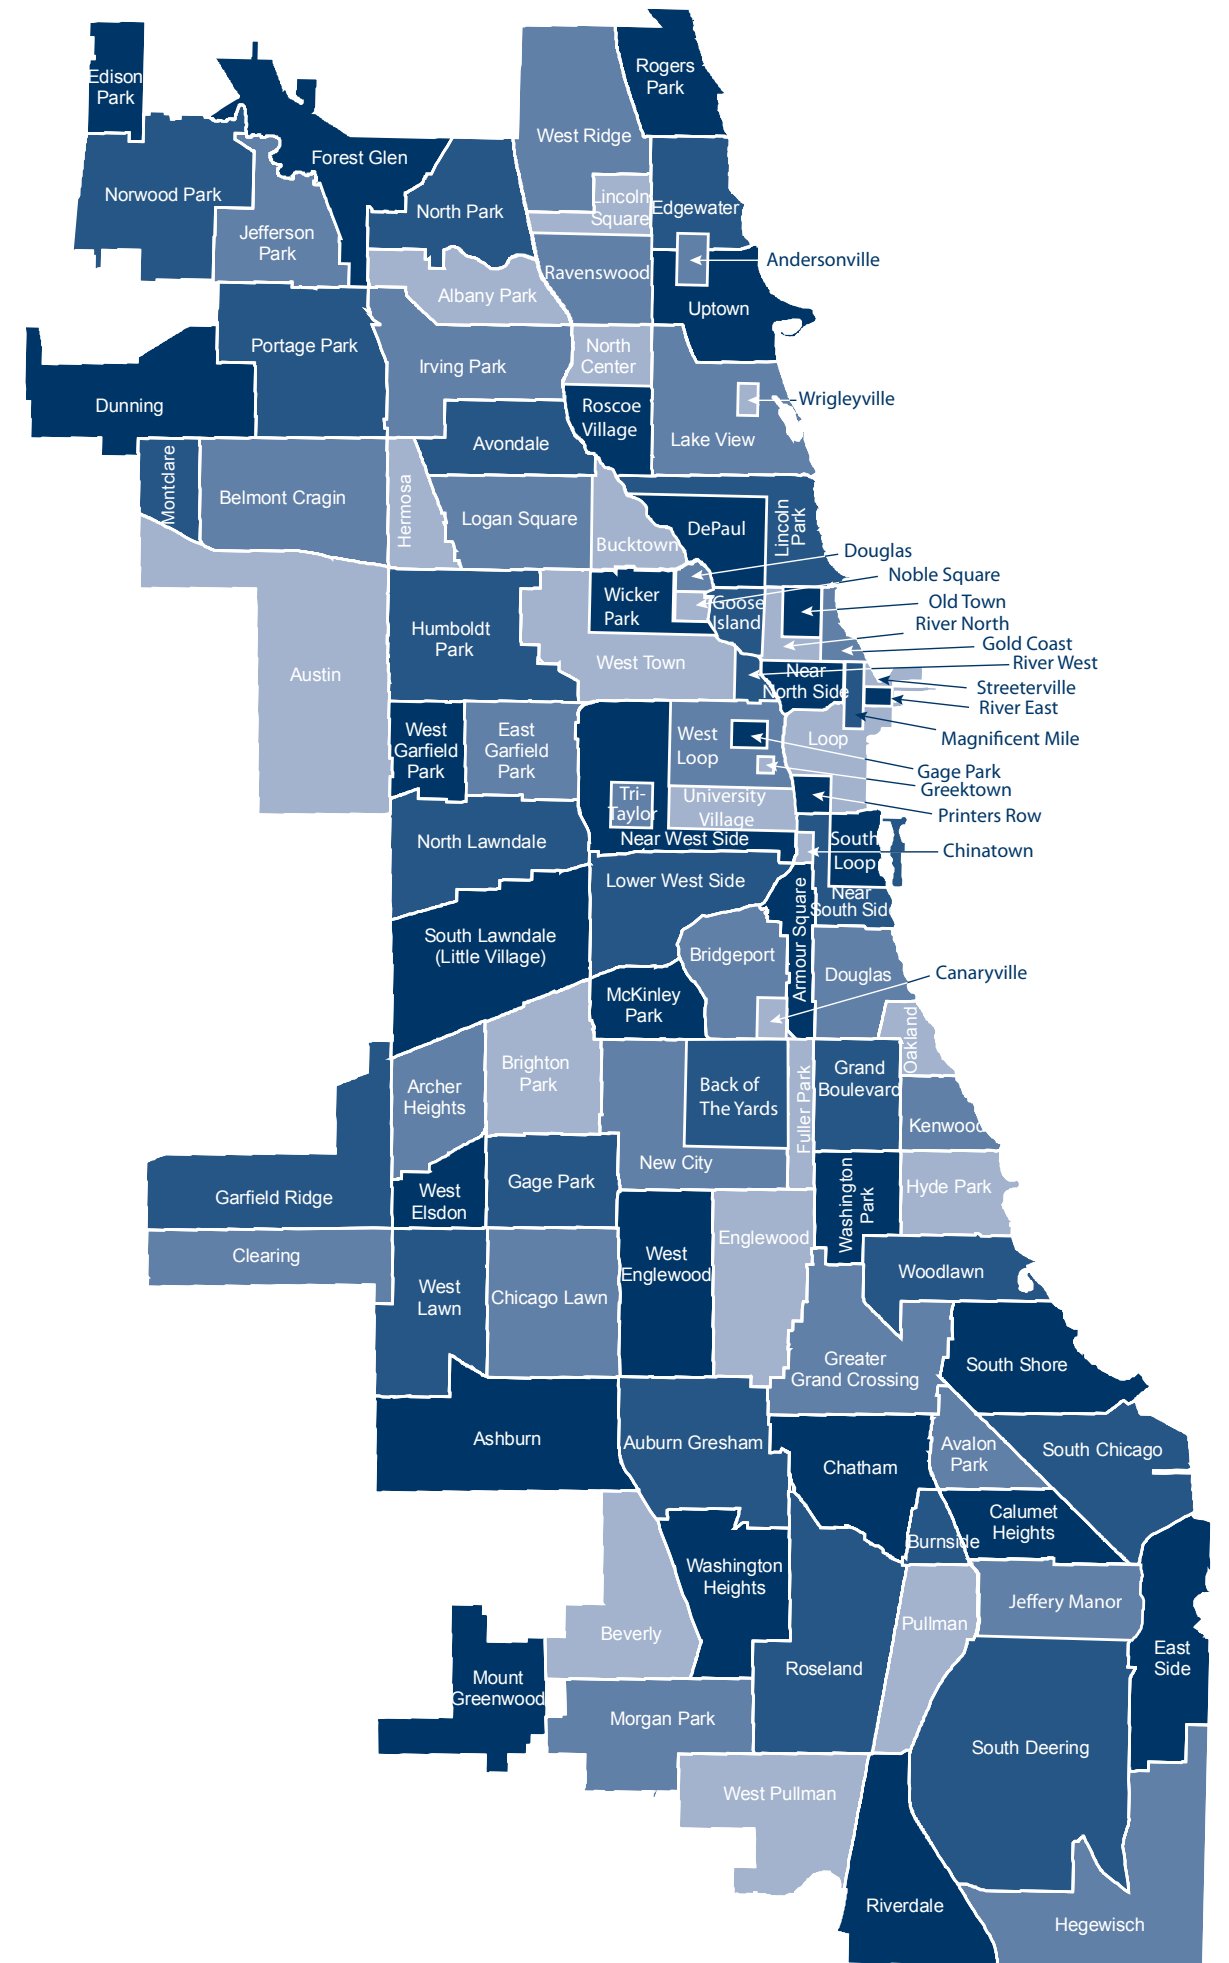 Edison
Park
Rogers
Park
West Ridge
Forest Glen
Norwood Park
Lincoln
Square
Edgewater
North Park
Jefferson
Park
Andersonville
Ravenswood
Albany Park
Uptown
Portage Park
North
Center
Irving Park
Wrigleyville
Dunning
Roscoe
Village
Lake View
Avondale
Montclare
Belmont Cragin
Hermosa
Logan Square
Bucktown
DePaul
Lincoln
Park
Douglas
Noble Square
Wicker
Park
Goose
Island
Old Town
River North
Gold Coast
Humboldt
Park
West Town
River West
Near
North Side
Austin
Streeterville
River East
Magnificent Mile
West
Garfield
Park
East
Garfield
Park
West
Loop
Loop
Gage Park
Greektown
Tri-
Taylor
University
Village
Printers Row
North Lawndale
Near West Side
South
Loop
Chinatown
Lower West Side
Near
South Sid
Armour Square
South Lawndale
(Little Village)
Bridgeport
Douglas
Canaryville
McKinley
Park
Oakland
Brighton
Park
Archer
Heights
Back of
The Yards
Fuller Park
Grand
Boulevard
Kenwood
New City
Garfield Ridge
West
Elsdon
Gage Park
Washington
Park
Hyde Park
Clearing
Englewood
West
Englewood
Woodlawn
West
Lawn
Chicago Lawn
Greater
Grand Crossing
South Shore
Ashburn
Auburn Gresham
Chatham
Avalon
Park
South Chicago
Calumet
Heights
Burnside
Washington
Heights
Jeffery Manor
Beverly
Pullman
East
Side
Mount
Greenwood
Roseland
Morgan Park
South Deering
West Pullman
Riverdale
Hegewisch